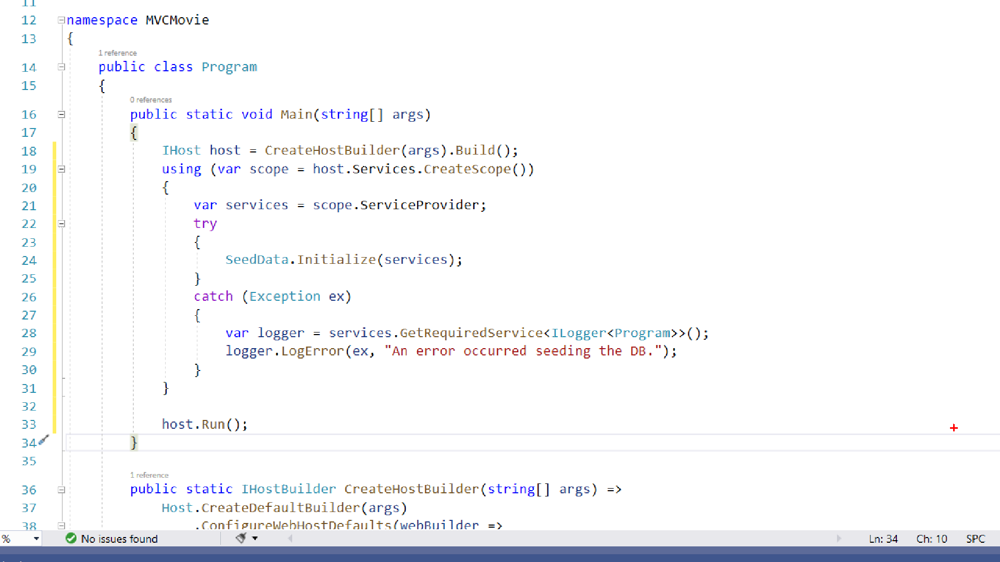 11
12 namespace MVCMovie
13 {
1 reference
14 public class Program
15 {
0 references
16 public static void Main(string[] args)
17 {
18 IHost host = CreateHostBuilder(args).Build();
19 using (var scope = host.Services.CreateScope())
20 {
21 var services = scope.ServiceProvider;
22 try
23 {
24 SeedData.Initialize(services);
25 }
26 catch (Exception ex)
27 {
28 var logger = services.GetRequiredService<ILogger<Program>>();
29 logger.LogError(ex, "An error occurred seeding the DB.");
30 }
31 }
32
33 host.Run();
34 }
35
1 reference
36 public static IHostBuilder CreateHostBuilder(string[] args) =>
37 Host.CreateDefaultBuilder(args)
38 .ConfigureWebHostDefaults(webBuilder =>
% No issues found Ln: 34 Ch: 10 SPC